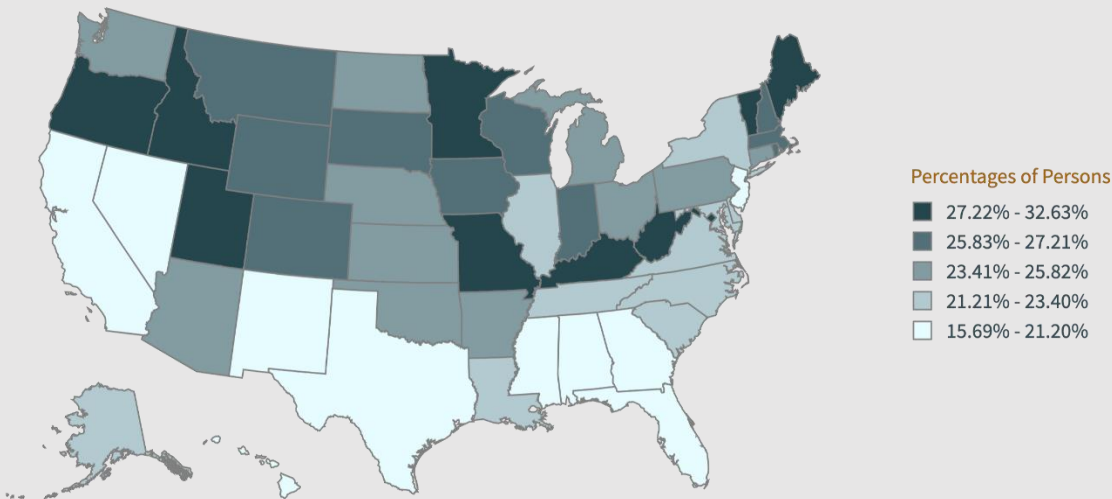 Percentages of Persons
27.22% - 32.63%
25.83% - 27.21%
23.41% - 25.82%
21.21% - 23.40%
15.69% - 21.20%